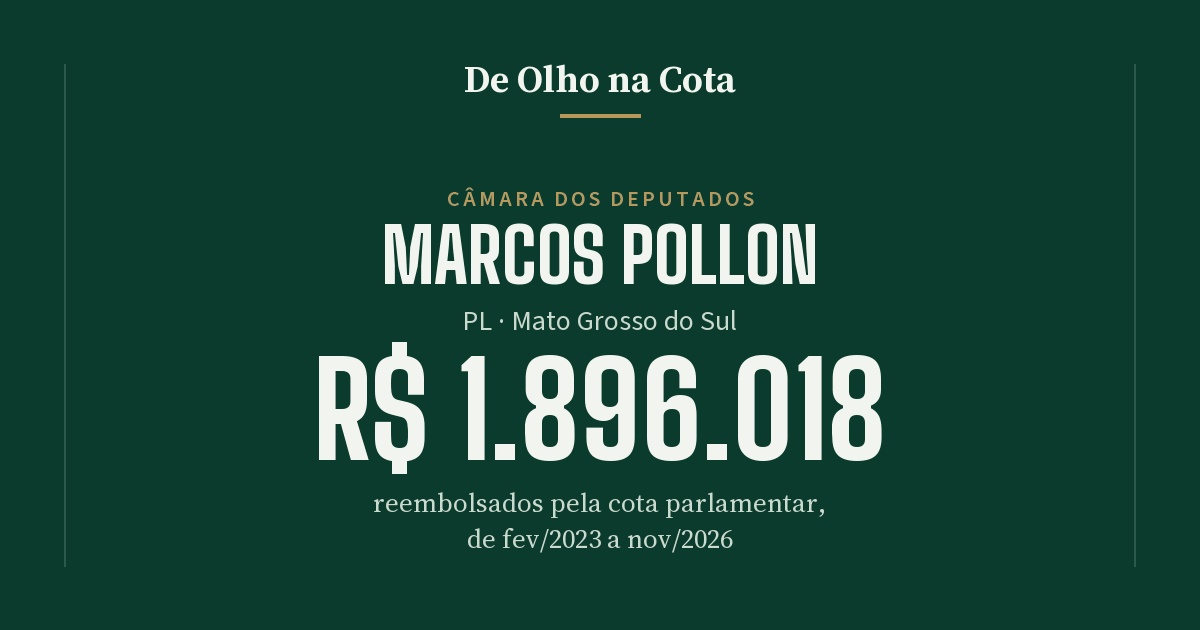 De Olho na Cota
CÂMARA DOS DEPUTADOS
MARCOS POLLON
PL · Mato Grosso do Sul
R$ 1.896.018
reembolsados pela cota parlamentar,
de fev/2023 a nov/2026